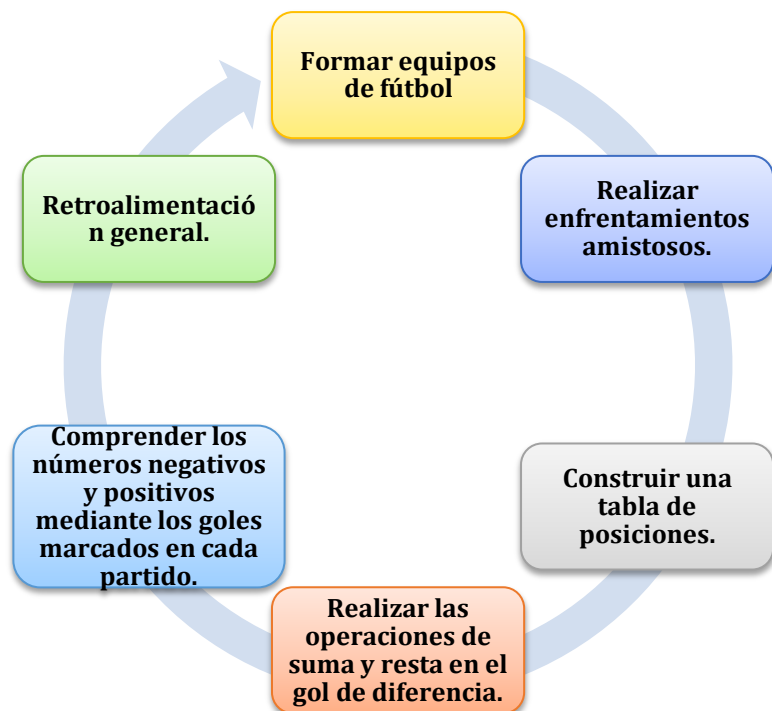 Formar equipos
de fútbol
Realizar
enfrentamientos
amistosos.
Construir una
tabla de
posiciones.
Realizar las
operaciones de
suma y resta en el
gol de diferencia.
Comprender los
números negativos
y positivos
mediante los goles
marcados en cada
partido.
Retroalimentació
n general.